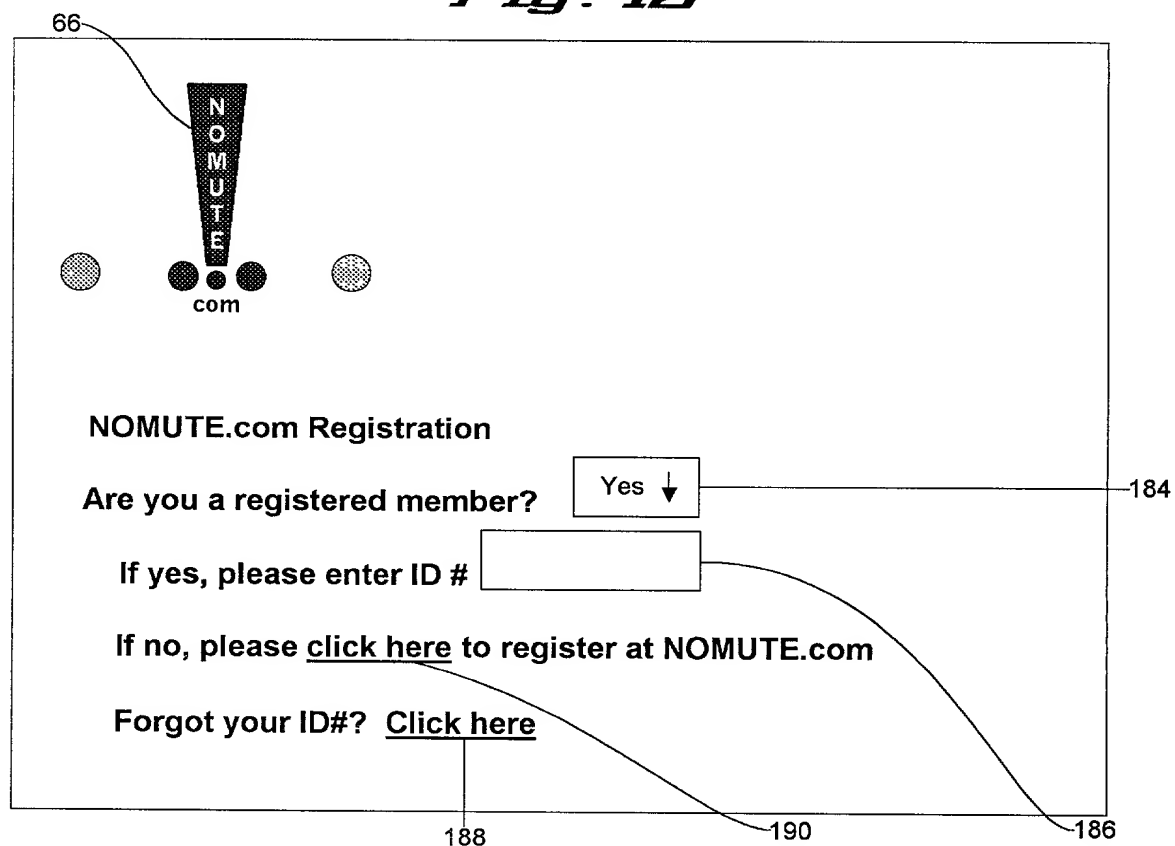 66
NOMUTE
com
NOMUTE.com Registration
Are you a registered member? Yes ↓
184
If yes, please enter ID #
If no, please click here to register at NOMUTE.com
Forgot your ID#? Click here
188
190
186